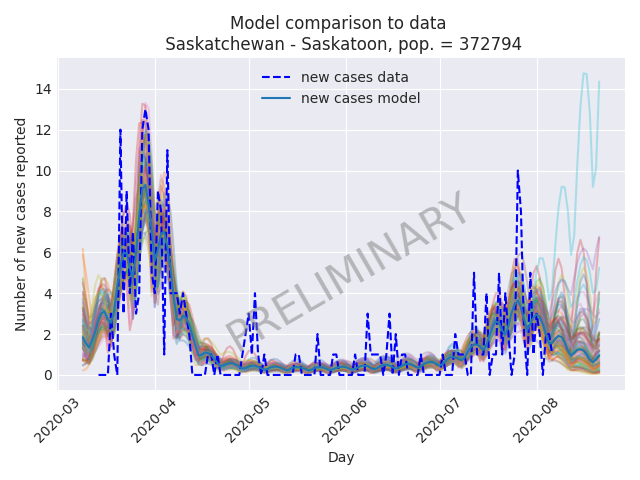 Model comparison to data
Saskatchewan - Saskatoon, pop. = 372794
new cases data
new cases model
PRELIMINARY
Number of new cases reported
14
12
10
8
6
4
2
0
2020-03
2020-04
2020-05
2020-06
2020-07
2020-08
Day